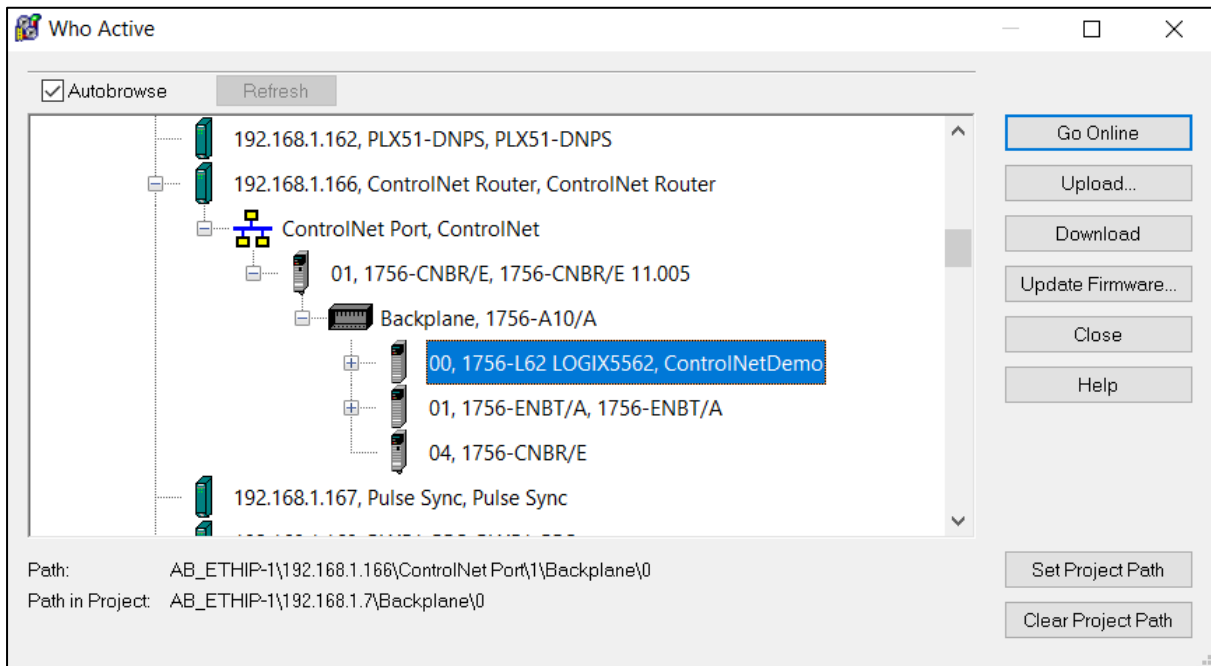 Who Active
Autobrowse
Refresh
192.168.1.162, PLX51-DNPS, PLX51-DNPS
192.168.1.166, ControlNet Router, ControlNet Router
ControlNet Port, ControlNet
01, 1756-CNBR/E, 1756-CNBR/E 11.005
Backplane, 1756-A10/A
00, 1756-L62 LOGIX5562, ControlNetDemo
01, 1756-ENBT/A, 1756-ENBT/A
04, 1756-CNBR/E
192.168.1.167, Pulse Sync, Pulse Sync
Go Online
Upload...
Download
Update Firmware...
Close
Help
Path: AB_ETHIP-1\192.168.1.166\ControlNet Port\1\Backplane\0
Path in Project: AB_ETHIP-1\192.168.1.7\Backplane\0
Set Project Path
Clear Project Path